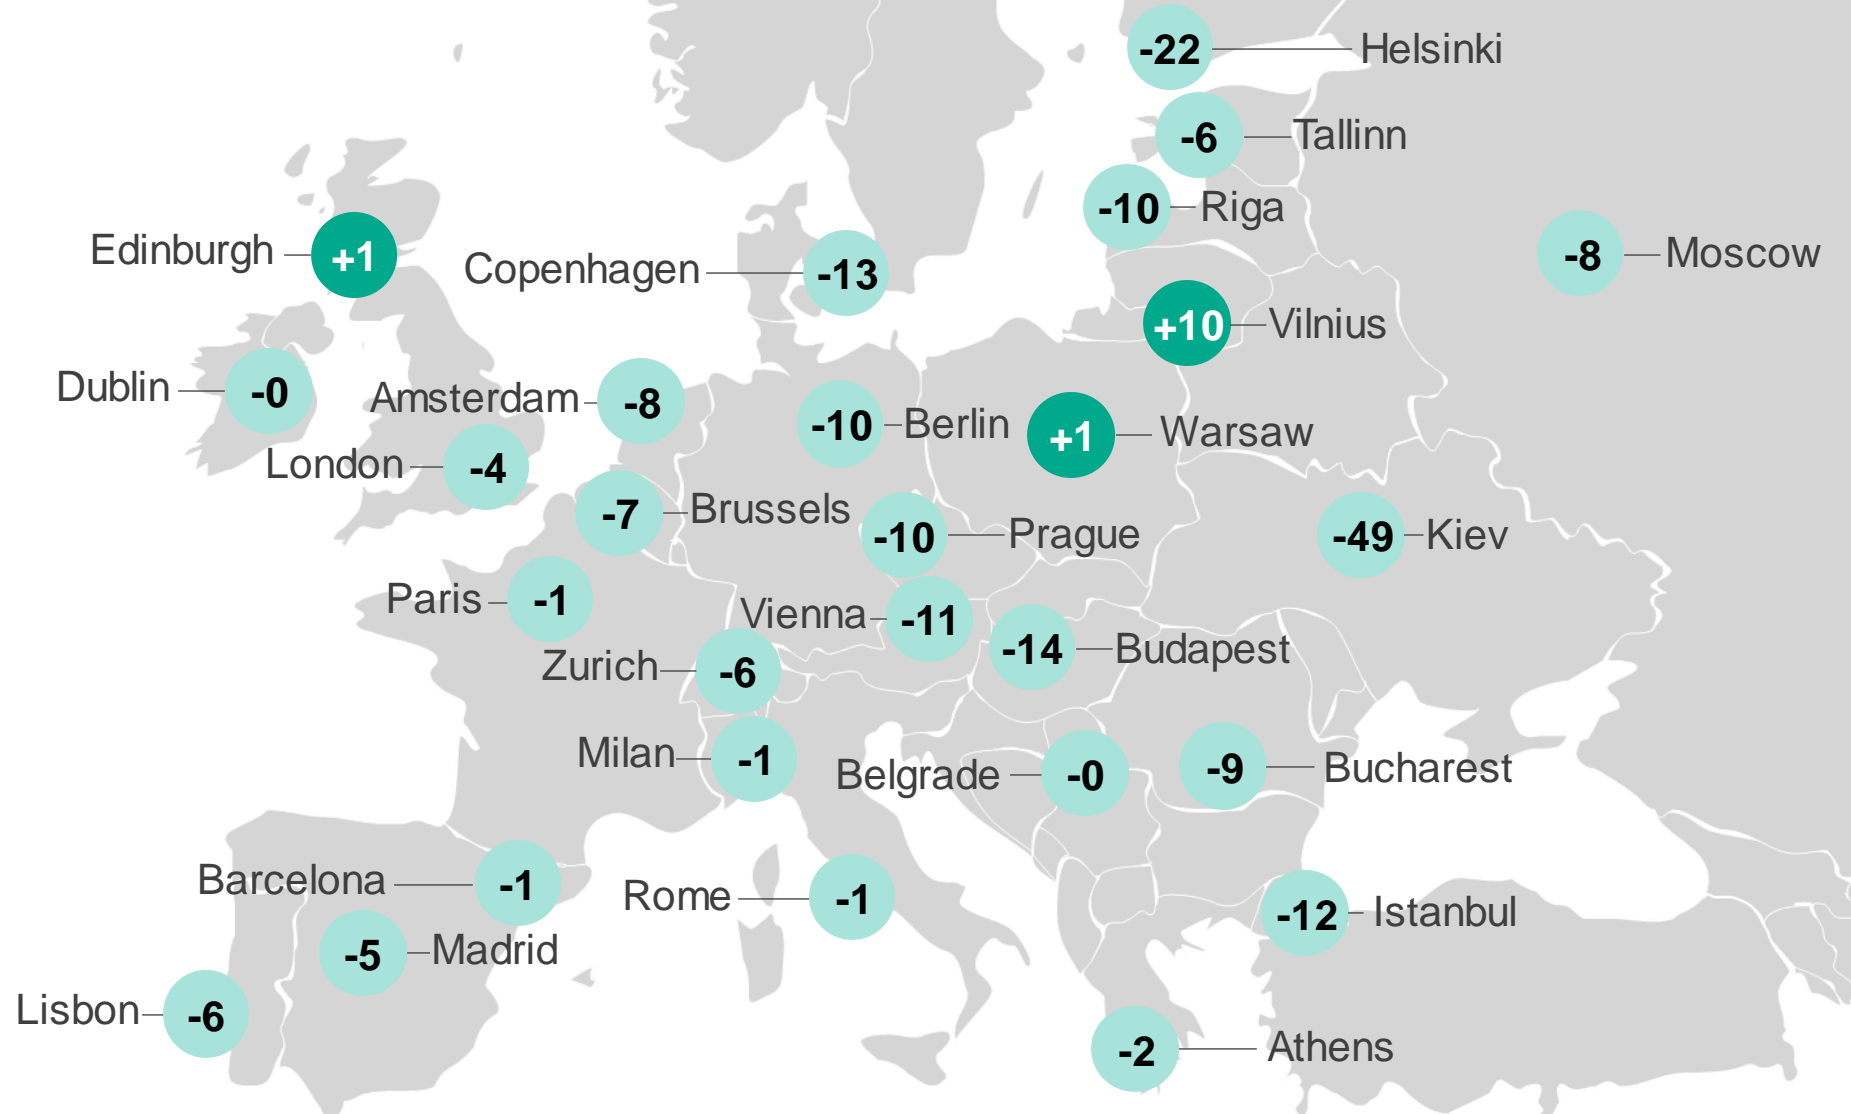 -22 Helsinki
-6 Tallinn
-10 Riga
Edinburgh +1
Copenhagen -13
-8 Moscow
+10 Vilnius
Dublin -0
Amsterdam -8
-10 Berlin
+1 Warsaw
London -4
-7 Brussels
-10 Prague
-49 Kiev
Paris -1
Vienna -11
-14 Budapest
Zurich -6
Milan -1
Belgrade -0
-9 Bucharest
Barcelona -1
Rome -1
-12 Istanbul
-5 Madrid
Lisbon -6
-2 Athens